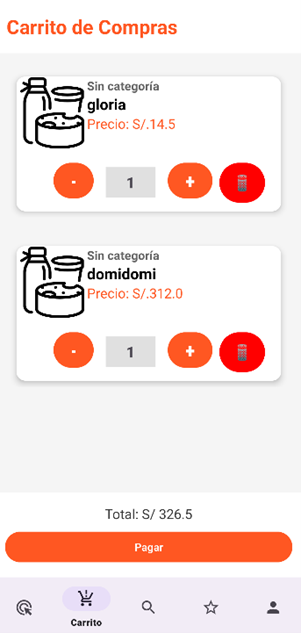 Carrito de Compras
Sin categoría
gloria
Precio: S/.14.5
- 1 +
Sin categoría
domidomi
Precio: S/.312.0
- 1 +
Total: S/ 326.5
Pagar
Carrito